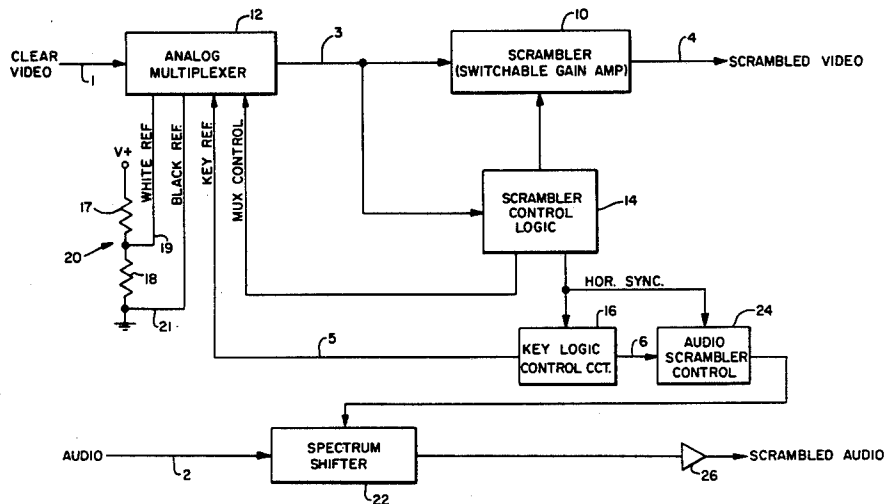 12
10
CLEAR
VIDEO
1
ANALOG
MULTIPLEXER
3
SCRAMBLER
(SWITCHABLE GAIN AMP)
4
SCRAMBLED VIDEO
V+
17
WHITE REF.
BLACK REF.
KEY REF.
MUX CONTROL
SCRAMBLER
CONTROL
LOGIC
14
20
19
18
21
HOR. SYNC.
16
24
5
KEY LOGIC
CONTROL CCT.
6
AUDIO
SCRAMBLER
CONTROL
AUDIO
2
SPECTRUM
SHIFTER
22
26
SCRAMBLED AUDIO